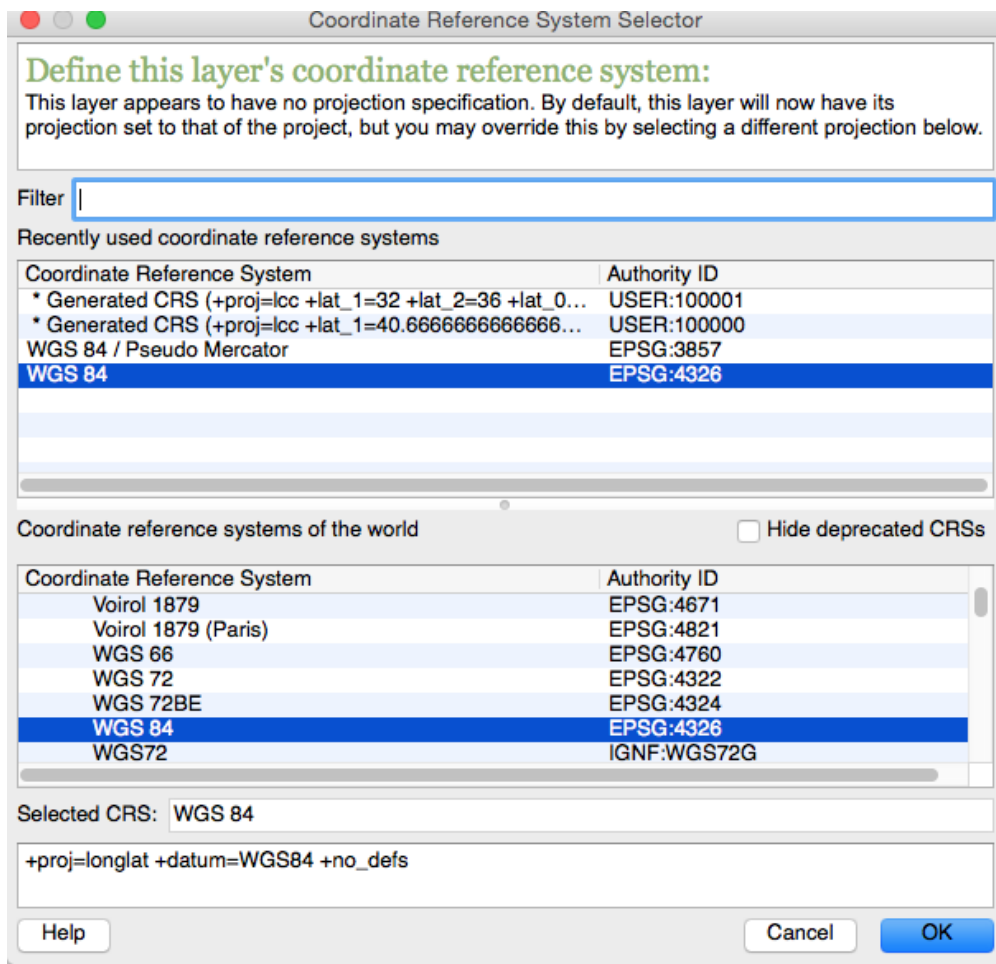 Coordinate Reference System Selector
Define this layer's coordinate reference system:
This layer appears to have no projection specification. By default, this layer will now have its
projection set to that of the project, but you may override this by selecting a different projection below.
Filter
Recently used coordinate reference systems
Coordinate Reference System Authority ID
* Generated CRS (+proj=lcc +lat_1=32 +lat_2=36 +lat_0... USER:100001
* Generated CRS (+proj=lcc +lat_1=40.6666666666666... USER:100000
WGS 84 / Pseudo Mercator EPSG:3857
WGS 84 EPSG:4326
Coordinate reference systems of the world Hide deprecated CRSs
Coordinate Reference System Authority ID
Voirol 1879 EPSG:4671
Voirol 1879 (Paris) EPSG:4821
WGS 66 EPSG:4760
WGS 72 EPSG:4322
WGS 72BE EPSG:4324
WGS 84 EPSG:4326
WGS72 IGNF:WGS72G
Selected CRS: WGS 84
+proj=longlat +datum=WGS84 +no_defs
Help Cancel OK